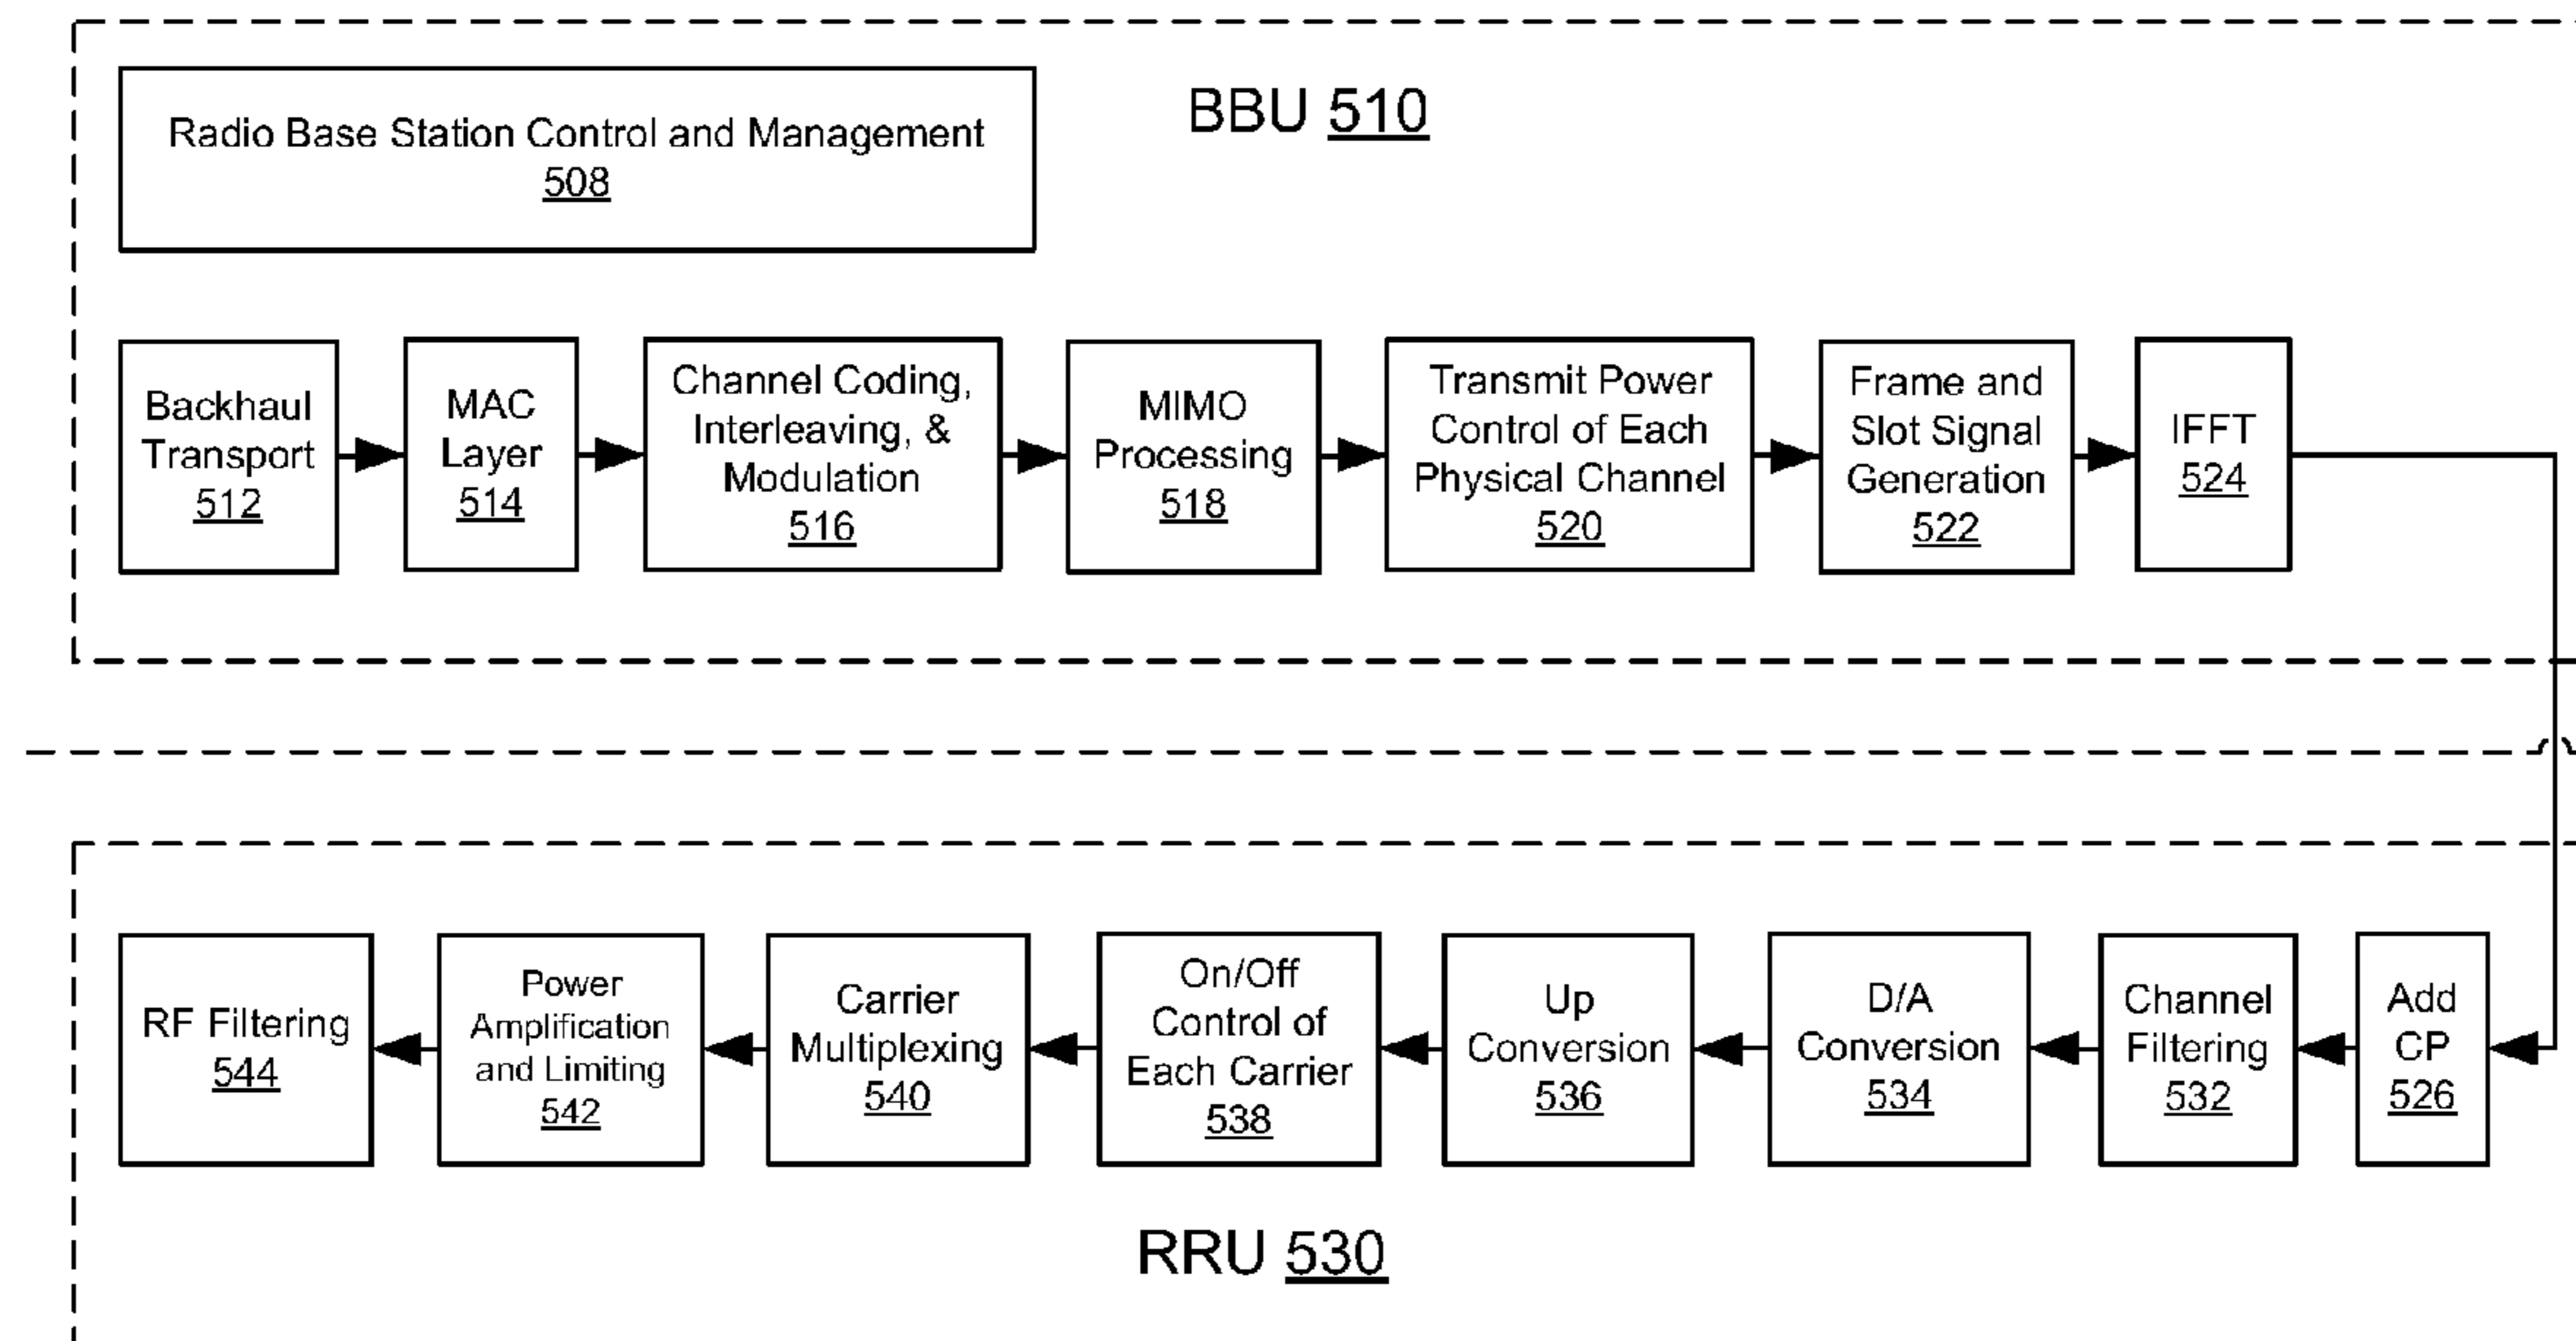 BBU 510
Radio Base Station Control and Management
508
Backhaul
Transport
512
MAC
Layer
514
Channel Coding,
Interleaving, &
Modulation
516
MIMO
Processing
518
Transmit Power
Control of Each
Physical Channel
520
Frame and
Slot Signal
Generation
522
IFFT
524
RF Filtering
544
Power
Amplification
and Limiting
542
Carrier
Multiplexing
540
On/Off
Control of
Each Carrier
538
Up
Conversion
536
D/A
Conversion
534
Channel
Filtering
532
Add
CP
526
RRU 530